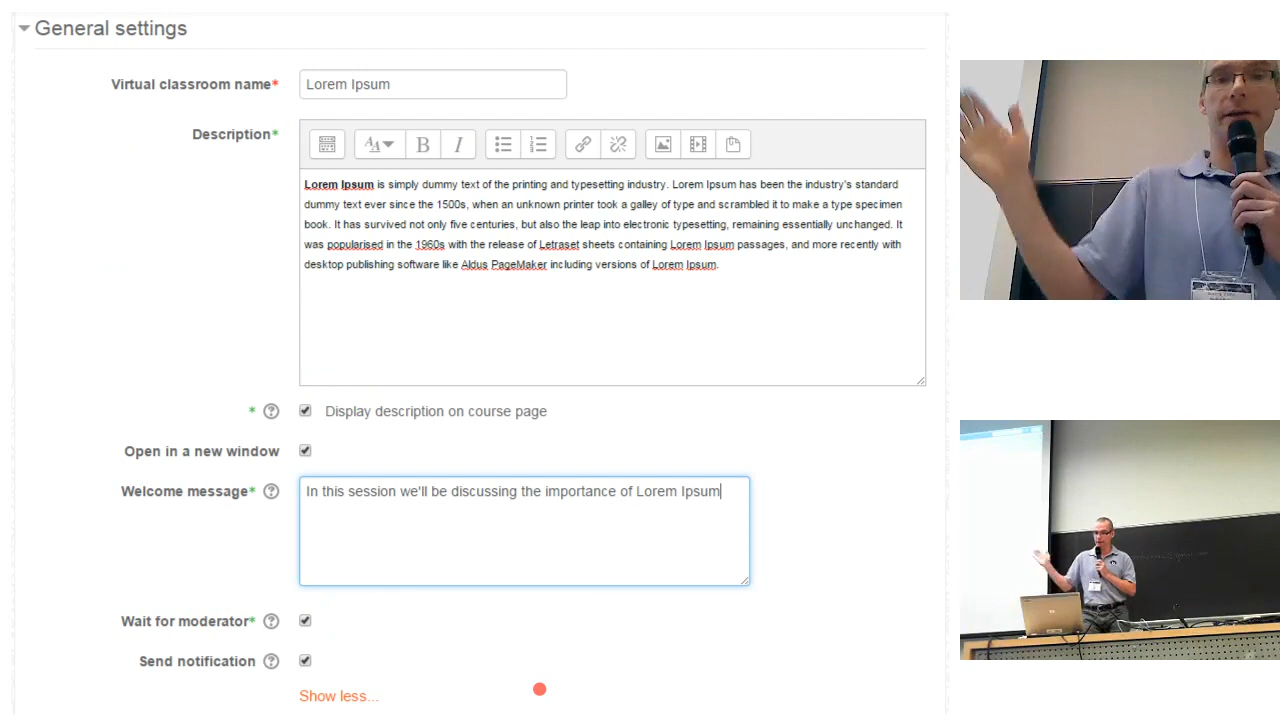 General settings
Virtual classroom name*
Lorem Ipsum
Description*
Lorem Ipsum is simply dummy text of the printing and typesetting industry. Lorem Ipsum has been the industry's standard
dummy text ever since the 1500s, when an unknown printer took a galley of type and scrambled it to make a type specimen
book. It has survived not only five centuries, but also the leap into electronic typesetting, remaining essentially unchanged. It
was popularised in the 1960s with the release of Letraset sheets containing Lorem Ipsum passages, and more recently with
desktop publishing software like Aldus PageMaker including versions of Lorem Ipsum.
* Display description on course page
Open in a new window
Welcome message*
In this session we'll be discussing the importance of Lorem Ipsum
Wait for moderator*
Send notification
Show less...